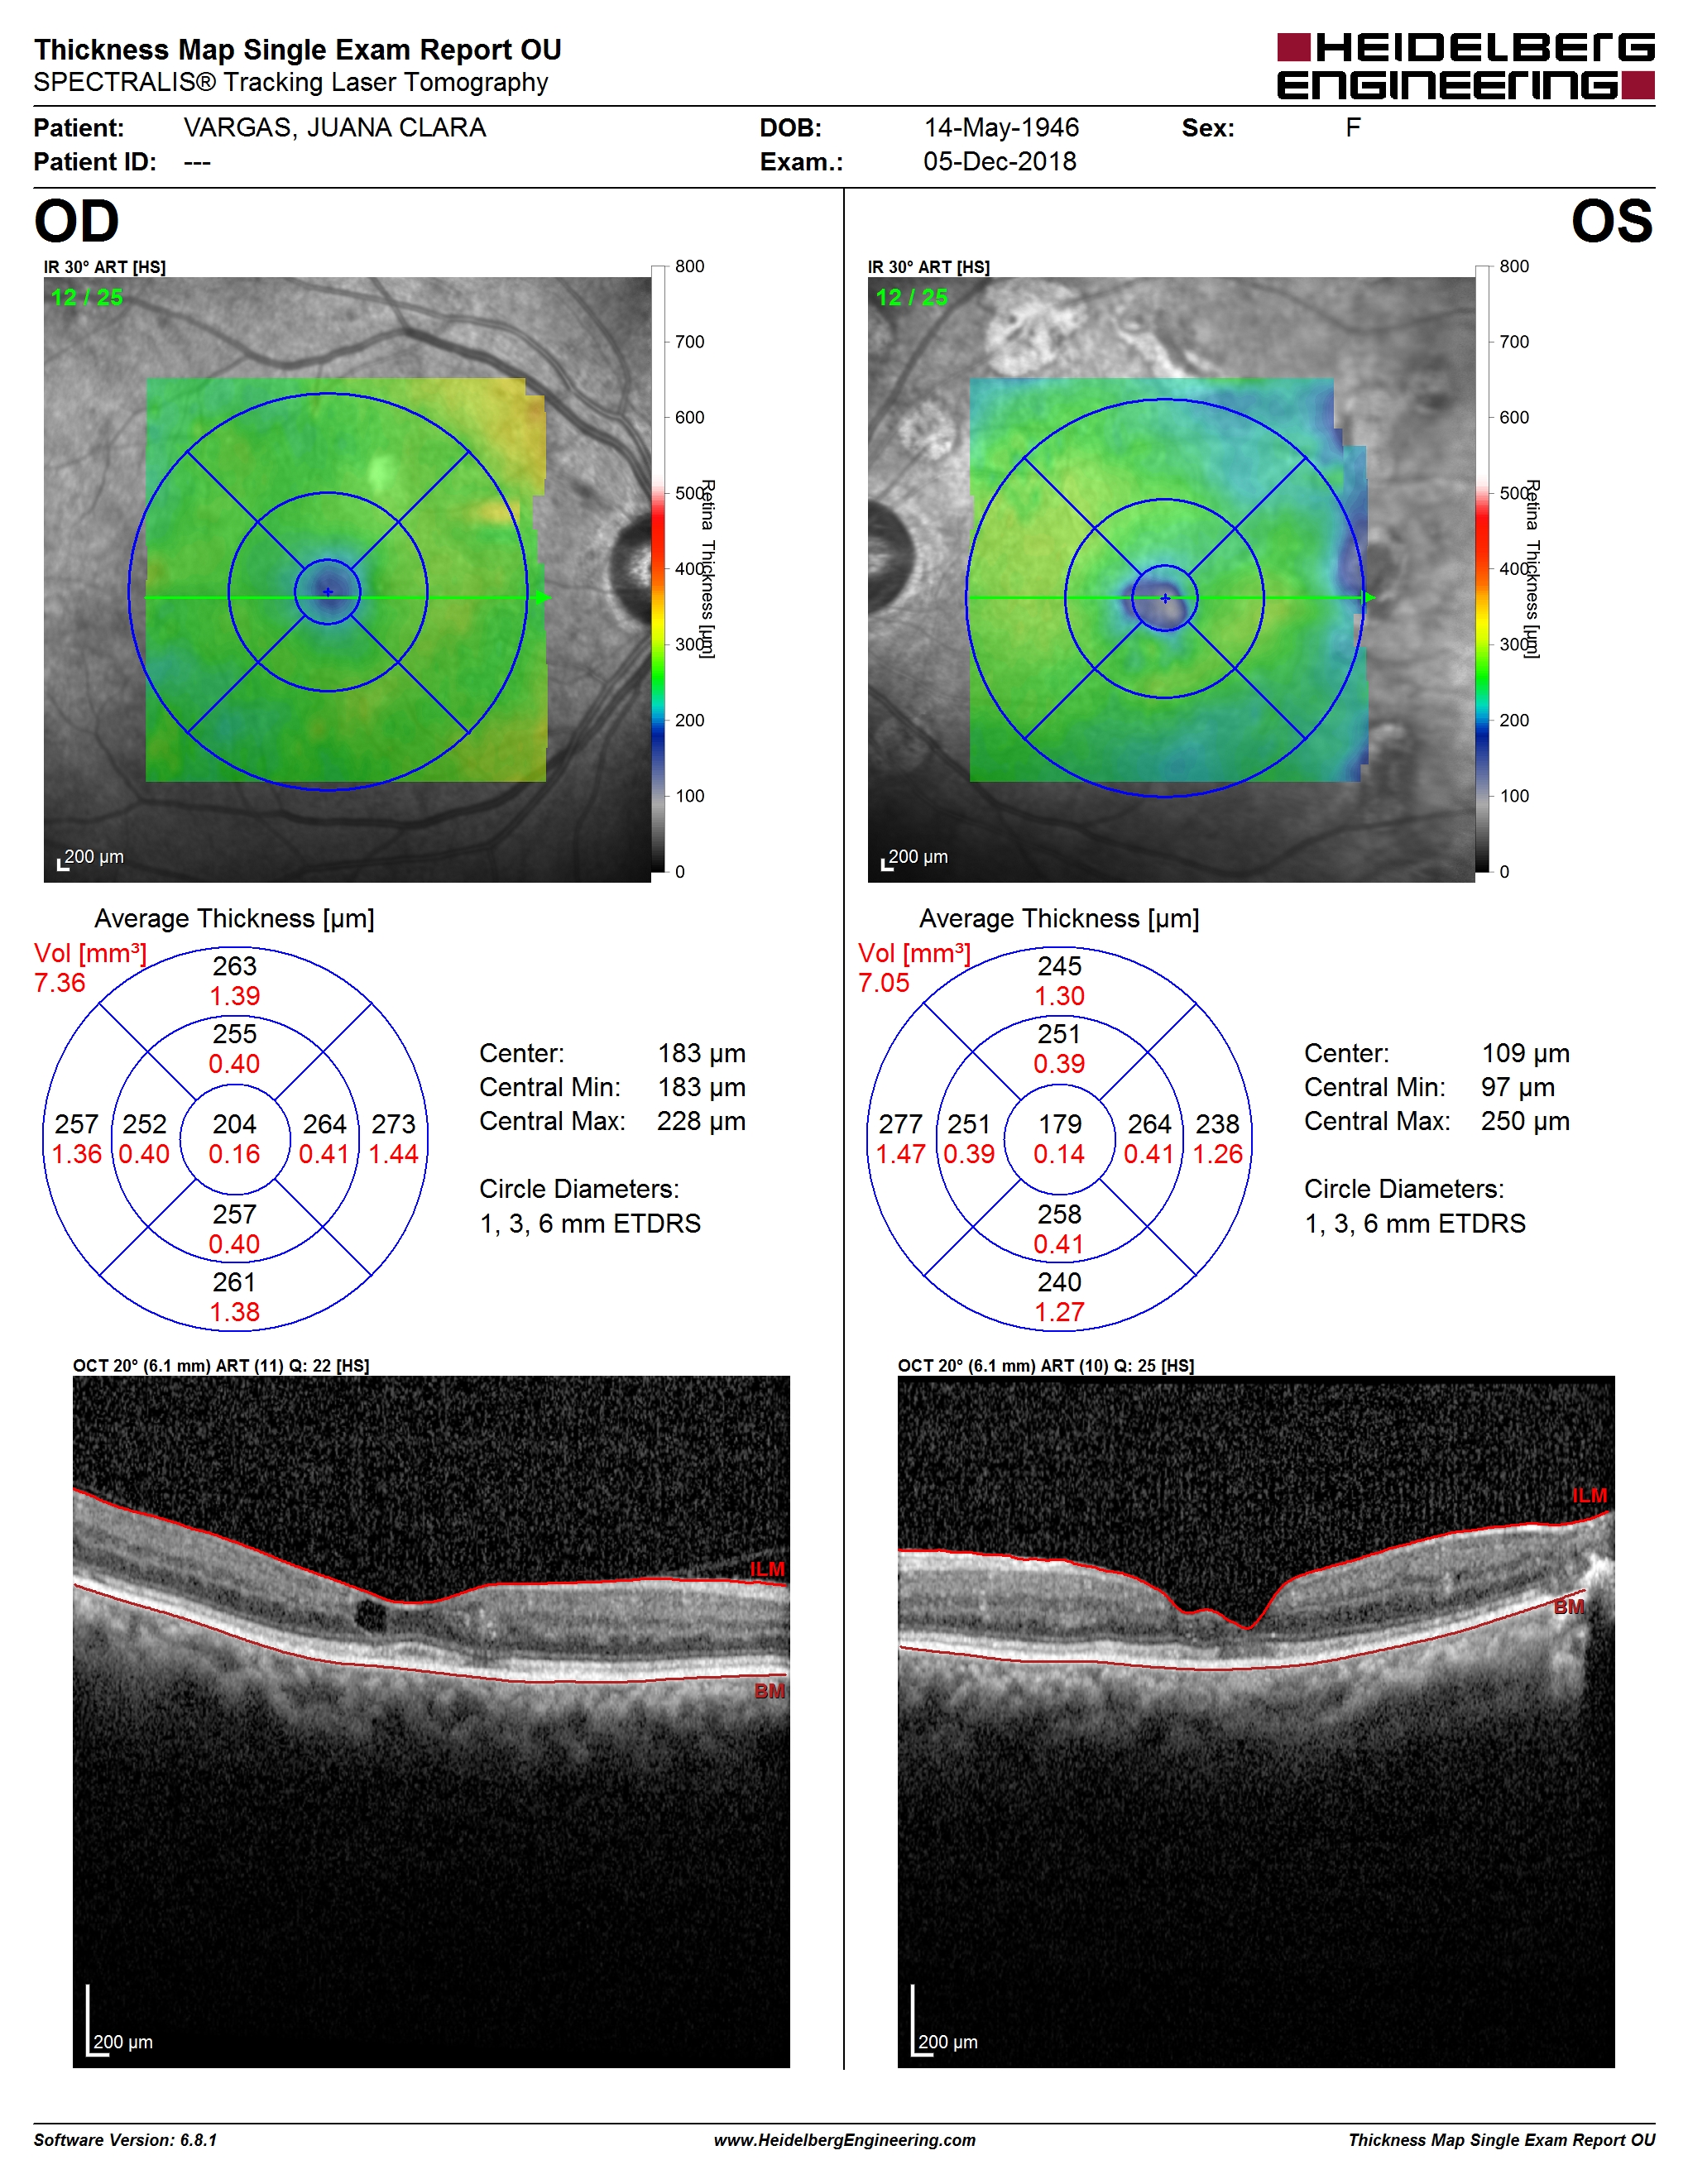 Thickness Map Single Exam Report OU
SPECTRALIS® Tracking Laser Tomography
HEIDELBERG
ENGINEERING
Patient: VARGAS, JUANA CLARA
DOB: 14-May-1946
Sex: F
Patient ID: ---
Exam.: 05-Dec-2018
OD
IR 30° ART [HS]
12 / 25
200 µm
800
700
600
500
400
300
200
100
0
Retina Thickness [µm]
Average Thickness [µm]
Vol [mm³]
7.36
263
1.39
255
0.40
257 252 204 264 273
1.36 0.40 0.16 0.41 1.44
257
0.40
261
1.38
Center: 183 µm
Central Min: 183 µm
Central Max: 228 µm
Circle Diameters:
1, 3, 6 mm ETDRS
OCT 20° (6.1 mm) ART (11) Q: 22 [HS]
ILM
BM
200 µm
OS
IR 30° ART [HS]
12 / 25
200 µm
800
700
600
500
400
300
200
100
0
Retina Thickness [µm]
Average Thickness [µm]
Vol [mm³]
7.05
245
1.30
251
0.39
277 251 179 264 238
1.47 0.39 0.14 0.41 1.26
258
0.41
240
1.27
Center: 109 µm
Central Min: 97 µm
Central Max: 250 µm
Circle Diameters:
1, 3, 6 mm ETDRS
OCT 20° (6.1 mm) ART (10) Q: 25 [HS]
ILM
BM
200 µm
Software Version: 6.8.1
www.HeidelbergEngineering.com
Thickness Map Single Exam Report OU